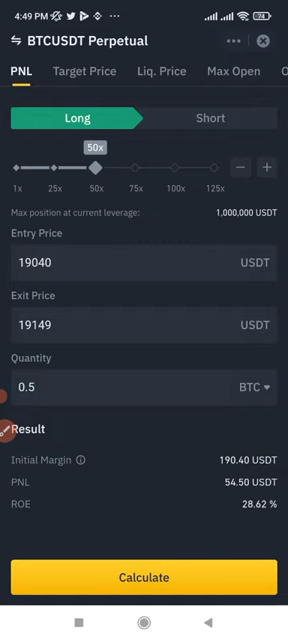 4:49 PM ... 74
BTCUSDT Perpetual
PNL Target Price Liq. Price Max Open
Long Short
50x
1x 25x 50x 75x 100x 125x
Max position at current leverage: 1,000,000 USDT
Entry Price
19040 USDT
Exit Price
19149 USDT
Quantity
0.5 BTC
Result
Initial Margin 190.40 USDT
PNL 54.50 USDT
ROE 28.62 %
Calculate